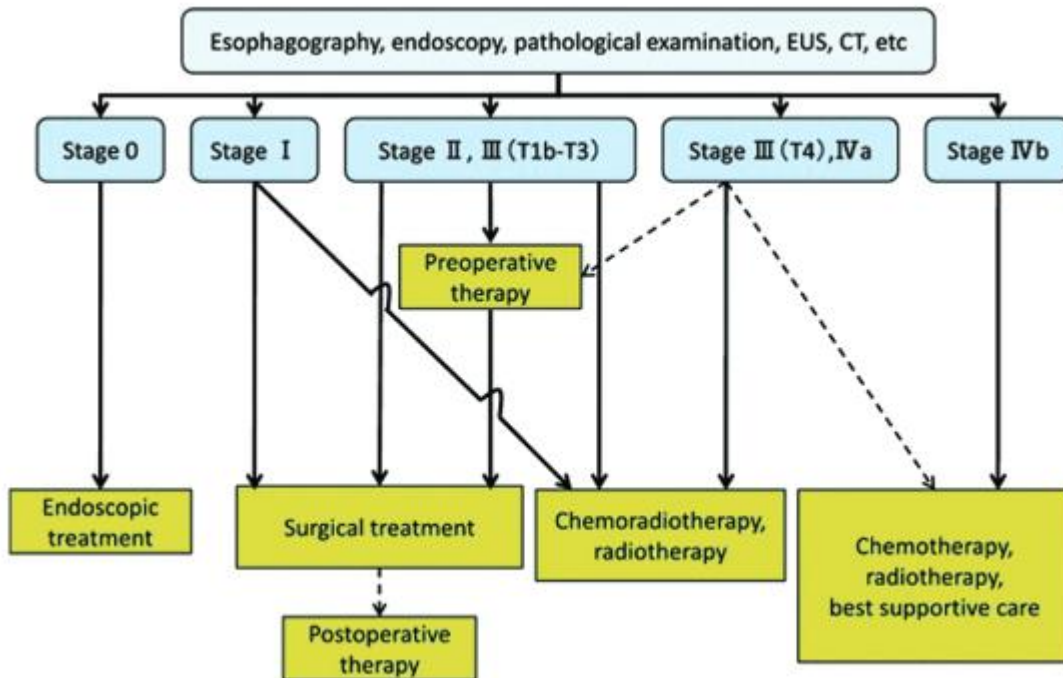 Esophagography, endoscopy, pathological examination, EUS, CT, etc
Stage 0
Stage Ⅰ
Stage Ⅱ, Ⅲ (T1b-T3)
Stage Ⅲ (T4),Ⅳa
Stage Ⅳb
Preoperative
therapy
Endoscopic
treatment
Surgical treatment
Chemoradiotherapy,
radiotherapy
Chemotherapy,
radiotherapy,
best supportive care
Postoperative
therapy